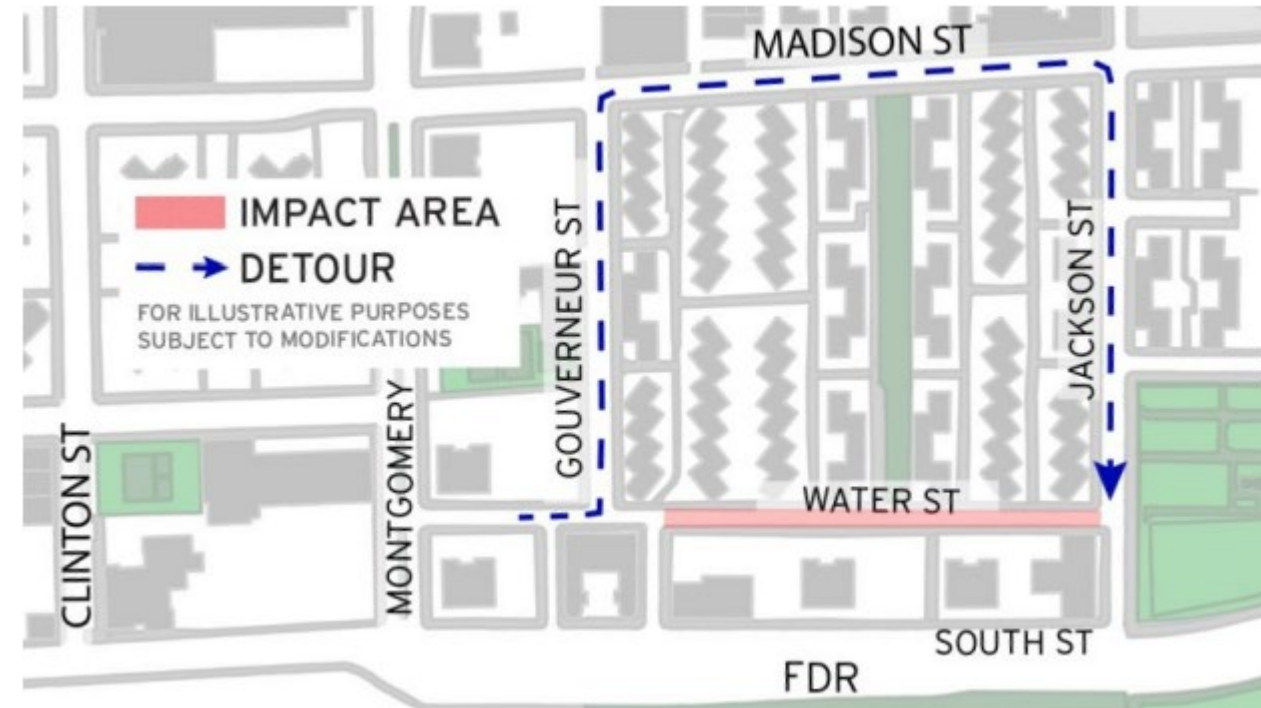 MADISON ST
IMPACT AREA
DETOUR
FOR ILLUSTRATIVE PURPOSES
SUBJECT TO MODIFICATIONS
GOUVERNEUR ST
JACKSON ST
CLINTON ST
MONTGOMERY
WATER ST
SOUTH ST
FDR